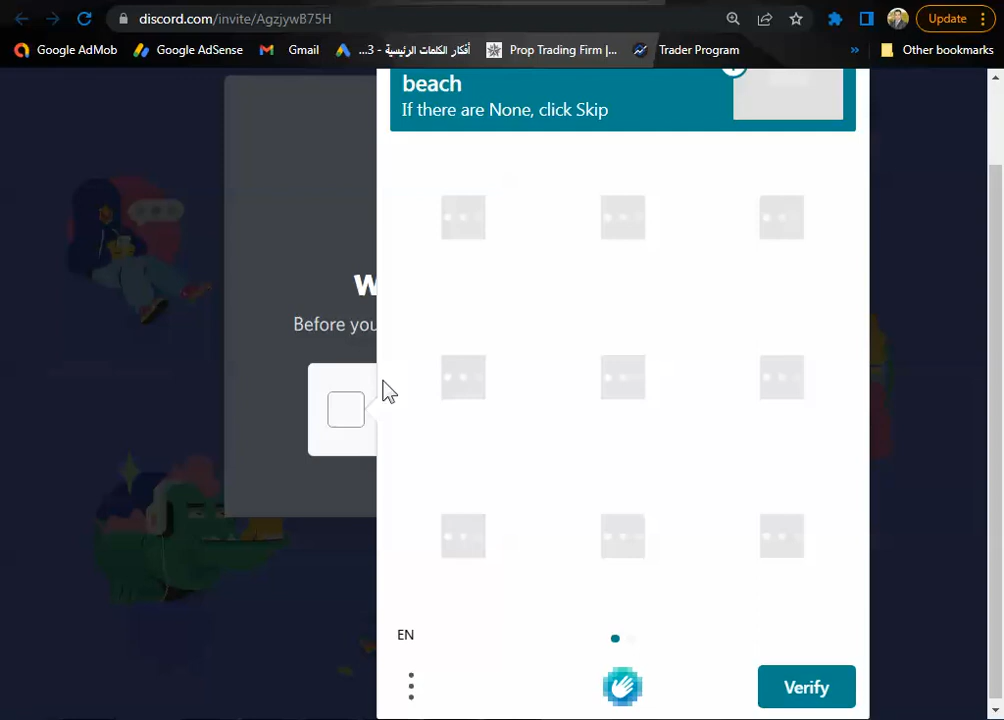 discord.com/invite/AgzjywB75H
Update
Google AdMob
Google AdSense
Gmail
أفكار الكلمات الرئيسية - 3...
Prop Trading Firm |...
Trader Program
»
Other bookmarks
beach
If there are None, click Skip
W
Before you
EN
Verify